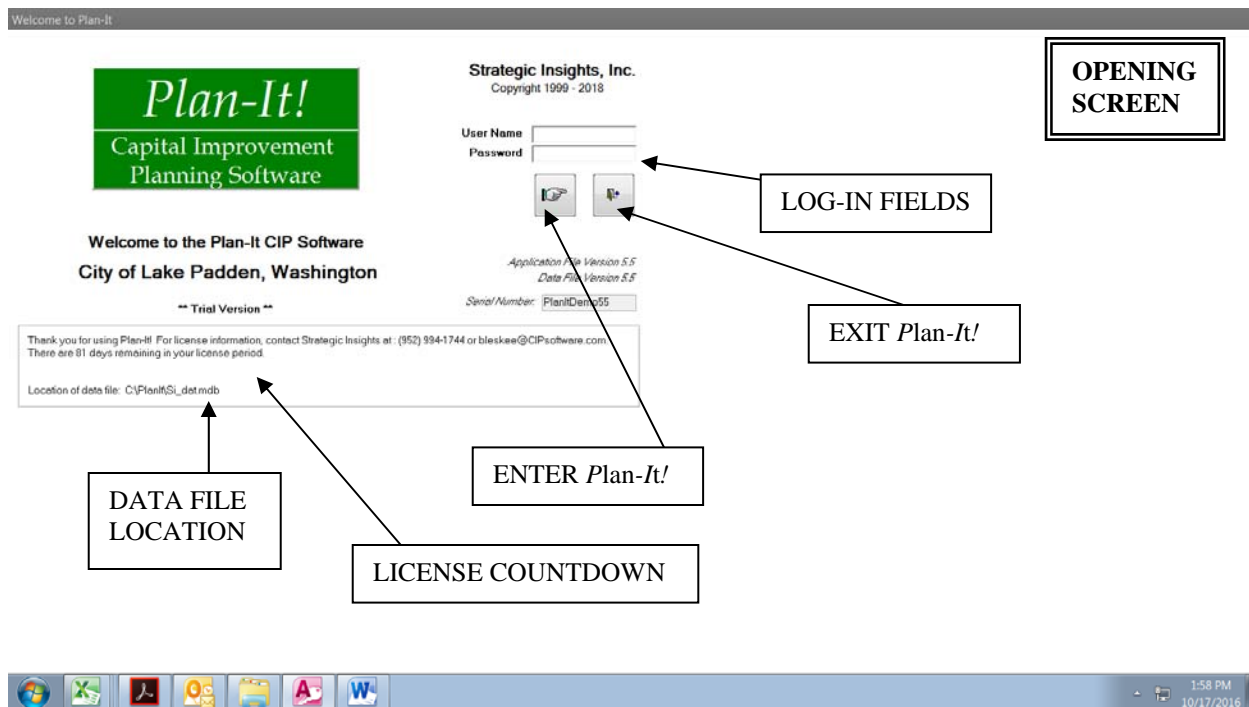 Welcome to Plan-It
OPENING
SCREEN
Plan-It!
Capital Improvement
Planning Software
Strategic Insights, Inc.
Copyright 1999 - 2018
User Name
Password
LOG-IN FIELDS
Welcome to the Plan-It CIP Software
City of Lake Padden, Washington
** Trial Version **
Application File Version 5.5
Data File Version 5.5
Serial Number: PlanItDemo55
EXIT Plan-It!
Thank you for using Plan-It! For license information, contact Strategic Insights at : (952) 994-1744 or bleskee@CIPsoftware.com.
There are 81 days remaining in your license period.
Location of data file: C:\PlanIt\Si_dat.mdb
ENTER Plan-It!
DATA FILE
LOCATION
LICENSE COUNTDOWN
1:58 PM
10/17/2016